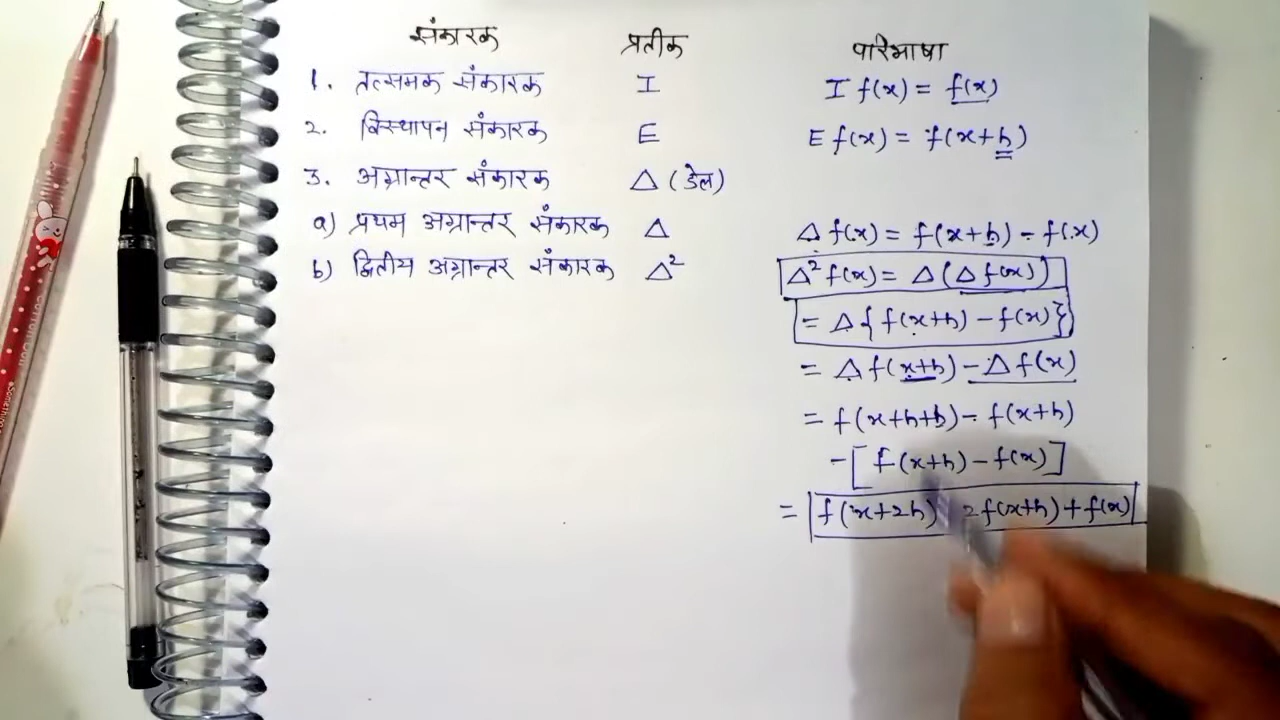 संकारक प्रतीक परिभाषा
1. तत्समक संकारक I I f(x) = f(x)
2. विस्थापन संकारक E E f(x) = f(x+h)
3. अग्रान्तर संकारक Δ (डेल)
a) प्रथम अग्रान्तर संकारक Δ Δ f(x) = f(x+h) - f(x)
b) द्वितीय अग्रान्तर संकारक Δ² Δ² f(x) = Δ(Δ f(x))
= Δ{f(x+h) - f(x)}
= Δ f(x+h) - Δ f(x)
= f(x+h+h) - f(x+h)
- [f(x+h) - f(x)]
= f(x+2h) 2f(x+h) + f(x)